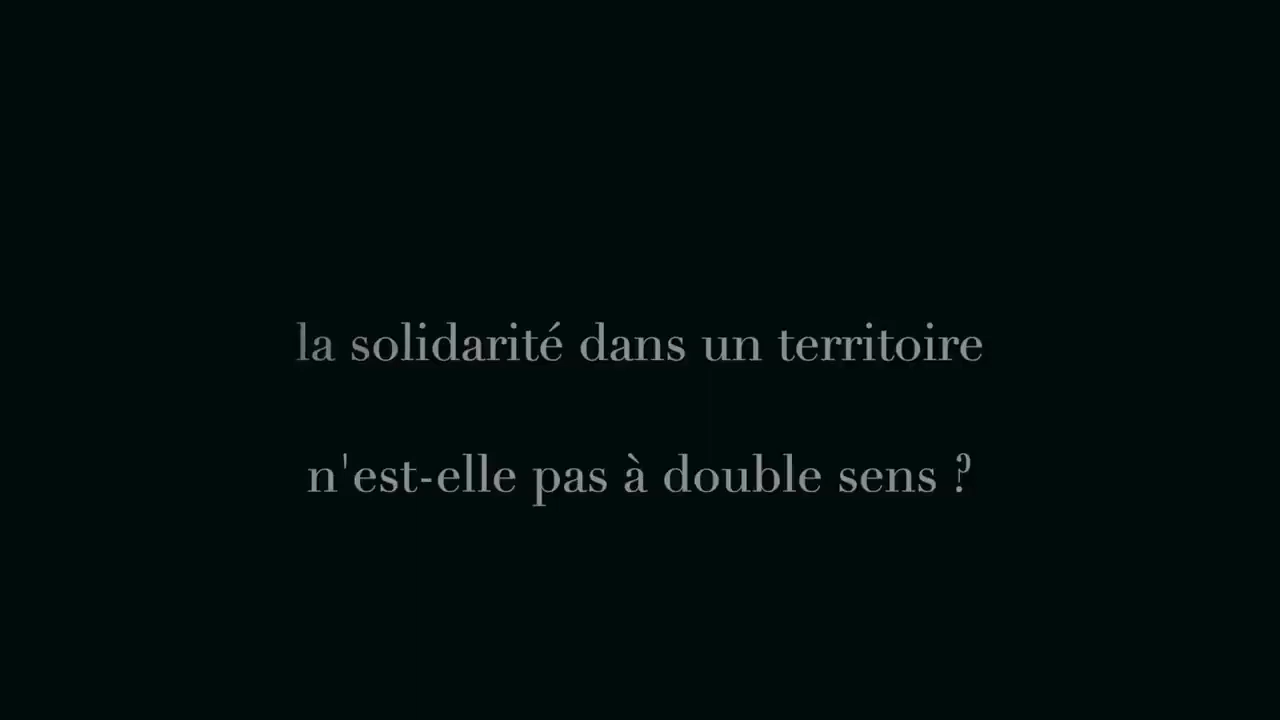 la solidarité dans un territoire
n'est-elle pas à double sens ?